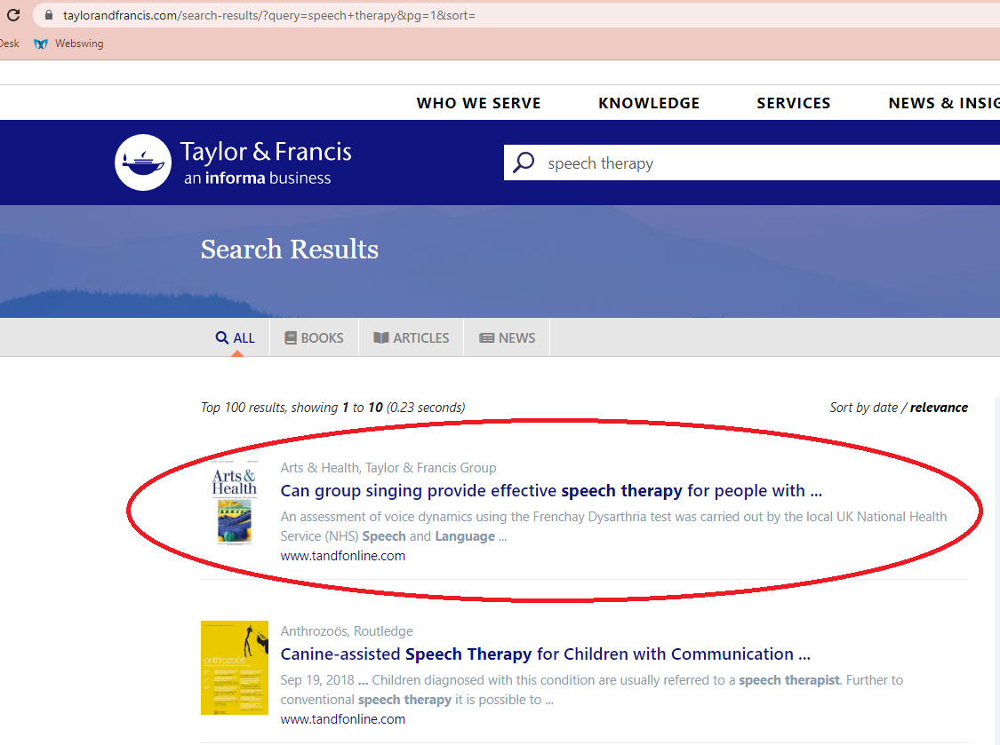 taylorandfrancis.com/search-results/?query=speech+therapy&pg=1&sort=
Desk Webswing
WHO WE SERVE KNOWLEDGE SERVICES NEWS & INSIG
Taylor & Francis
an informa business
speech therapy
Search Results
ALL BOOKS ARTICLES NEWS
Top 100 results, showing 1 to 10 (0.23 seconds) Sort by date / relevance
Arts &
Health
Arts & Health, Taylor & Francis Group
Can group singing provide effective speech therapy for people with ...
An assessment of voice dynamics using the Frenchay Dysarthria test was carried out by the local UK National Health
Service (NHS) Speech and Language ...
www.tandfonline.com
anthrozoös
Anthrozoös, Routledge
Canine-assisted Speech Therapy for Children with Communication ...
Sep 19, 2018 ... Children diagnosed with this condition are usually referred to a speech therapist. Further to
conventional speech therapy it is possible to ...
www.tandfonline.com